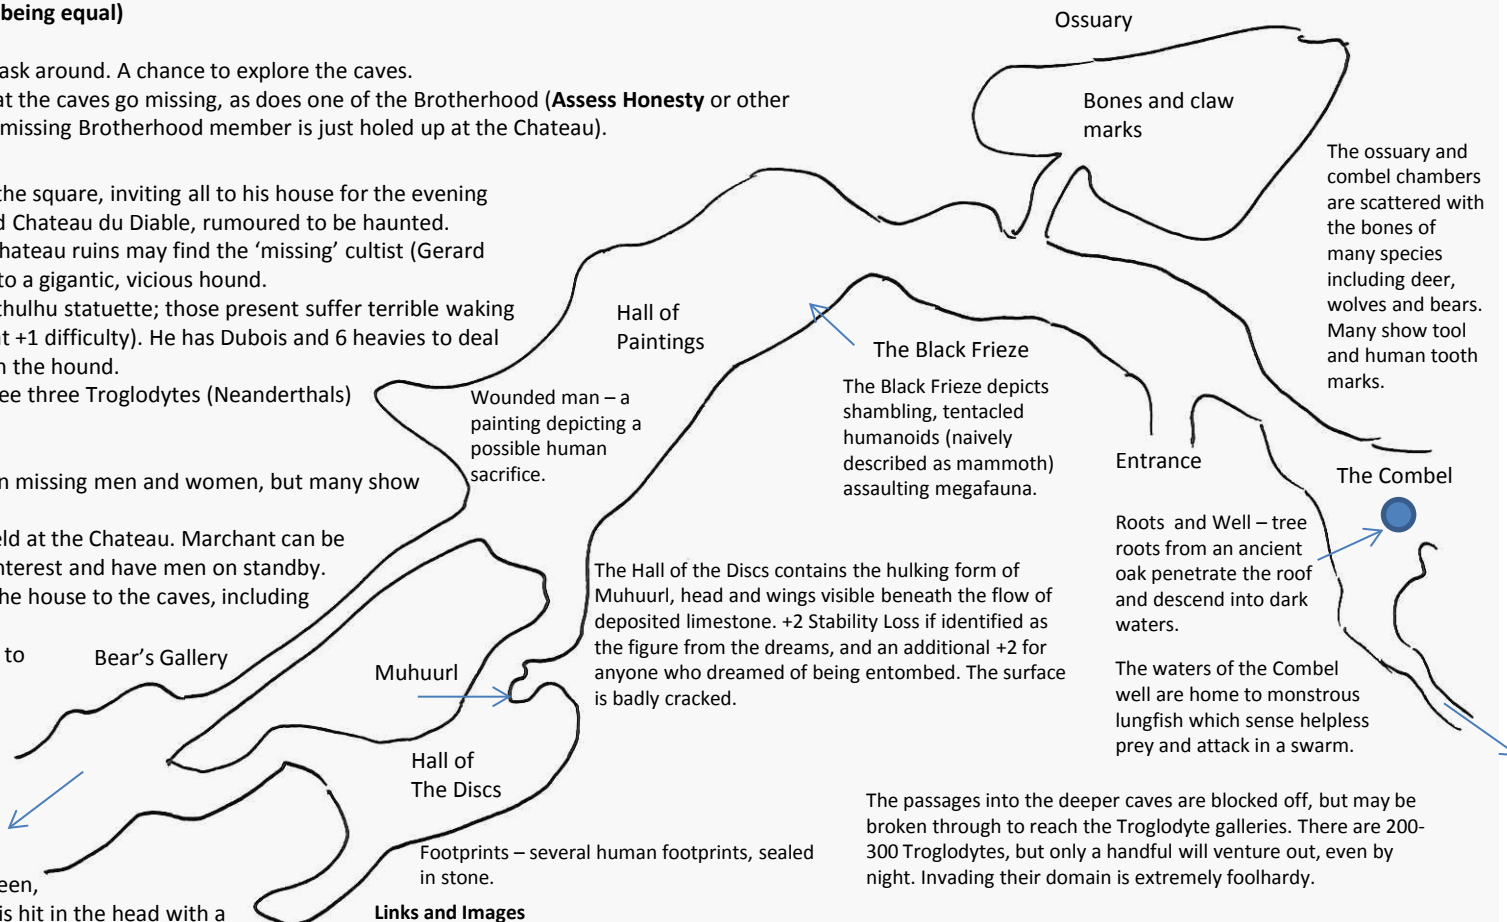 being equal)
ask around. A chance to explore the caves.
at the caves go missing, as does one of the Brotherhood (Assess Honesty or other
missing Brotherhood member is just holed up at the Chateau).
the square, inviting all to his house for the evening
d Chateau du Diable, rumoured to be haunted.
hateau ruins may find the ‘missing’ cultist (Gerard
to a gigantic, vicious hound.
thulhu statuette; those present suffer terrible waking
at +1 difficulty). He has Dubois and 6 heavies to deal
n the hound.
ee three Troglodytes (Neanderthals)
n missing men and women, but many show
eld at the Chateau. Marchant can be
nterest and have men on standby.
he house to the caves, including
to
een,
is hit in the head with a
Ossuary
Bones and claw
marks
The ossuary and
combel chambers
are scattered with
the bones of
many species
including deer,
wolves and bears.
Many show tool
and human tooth
marks.
Hall of
Paintings
The Black Frieze
The Black Frieze depicts
shambling, tentacled
humanoids (naively
described as mammoth)
assaulting megafauna.
Wounded man – a
painting depicting a
possible human
sacrifice.
Entrance
The Combel
Roots and Well – tree
roots from an ancient
oak penetrate the roof
and descend into dark
waters.
The waters of the Combel
well are home to monstrous
lungfish which sense helpless
prey and attack in a swarm.
The Hall of the Discs contains the hulking form of
Muhuurl, head and wings visible beneath the flow of
deposited limestone. +2 Stability Loss if identified as
the figure from the dreams, and an additional +2 for
anyone who dreamed of being entombed. The surface
is badly cracked.
Bear’s Gallery
Muhuurl
Hall of
The Discs
The passages into the deeper caves are blocked off, but may be
broken through to reach the Troglodyte galleries. There are 200-
300 Troglodytes, but only a handful will venture out, even by
night. Invading their domain is extremely foolhardy.
Footprints – several human footprints, sealed
in stone.
Links and Images